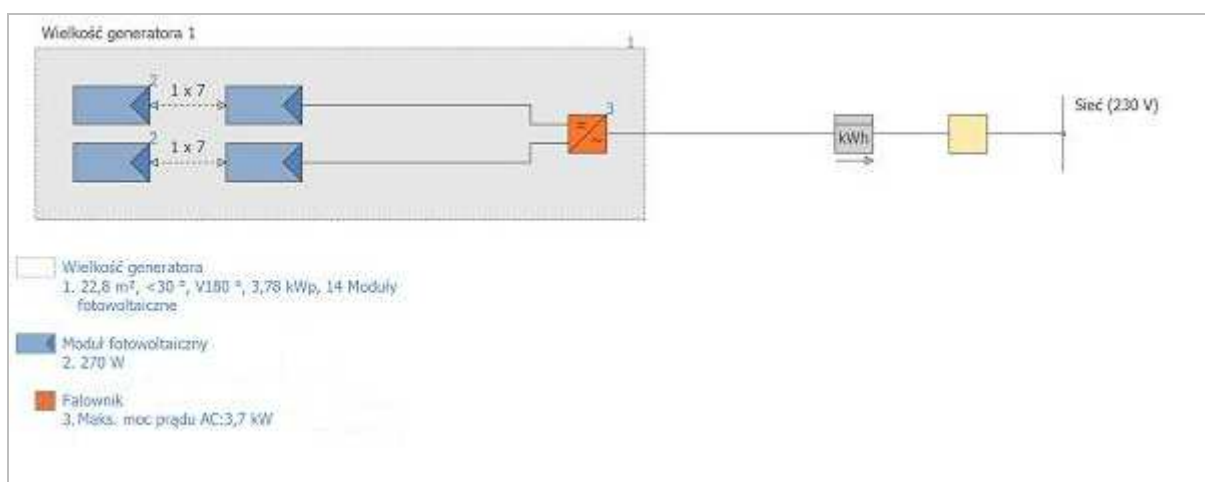 Wielkość generatora 1
1
2
1 x 7
3
Sieć (230 V)
=
~
kWh
2
1 x 7
Wielkość generatora
1. 22,8 m², <30 °, V180 °, 3,78 kWp, 14 Moduły
fotowoltaiczne
Moduł fotowoltaiczny
2. 270 W
Falownik
3. Maks. moc prądu AC:3,7 kW